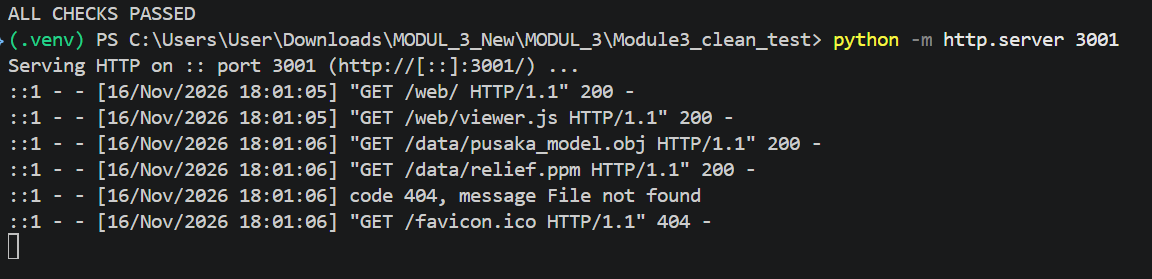 ALL CHECKS PASSED
(.venv) PS C:\Users\User\Downloads\MODUL_3_New\MODUL_3\Module3_clean_test> python -m http.server 3001
Serving HTTP on :: port 3001 (http://[::]:3001/) ...
::1 - - [16/Nov/2026 18:01:05] "GET /web/ HTTP/1.1" 200 -
::1 - - [16/Nov/2026 18:01:05] "GET /web/viewer.js HTTP/1.1" 200 -
::1 - - [16/Nov/2026 18:01:06] "GET /data/pusaka_model.obj HTTP/1.1" 200 -
::1 - - [16/Nov/2026 18:01:06] "GET /data/relief.ppm HTTP/1.1" 200 -
::1 - - [16/Nov/2026 18:01:06] code 404, message File not found
::1 - - [16/Nov/2026 18:01:06] "GET /favicon.ico HTTP/1.1" 404 -